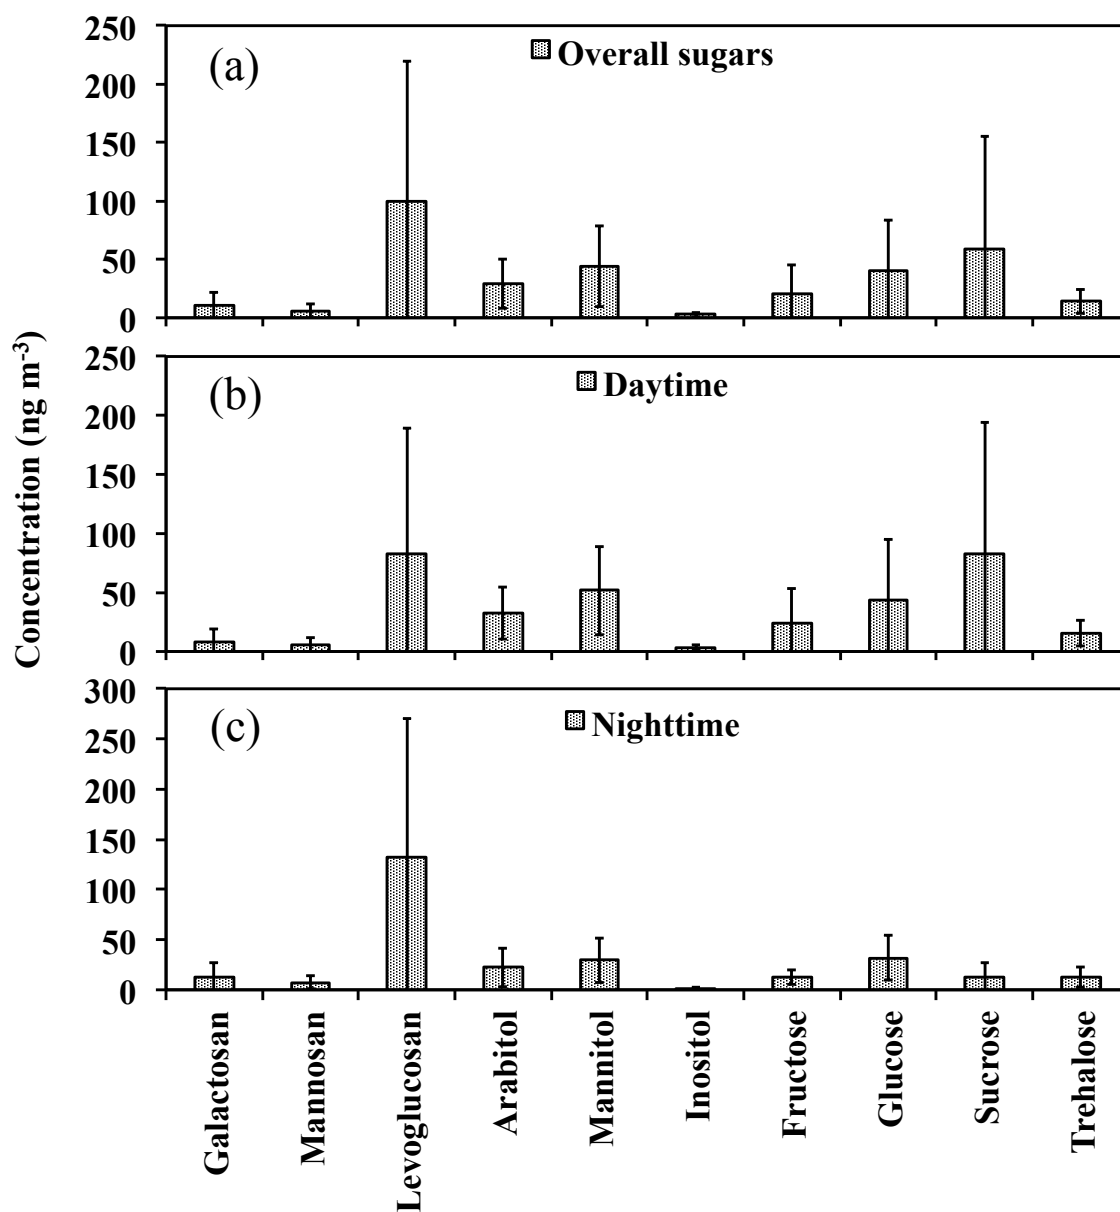 Concentration (ng m⁻³)
(a)
Overall sugars
250
200
150
100
50
0
(b)
Daytime
250
200
150
100
50
0
(c)
Nighttime
300
250
200
150
100
50
0
Galactosan
Mannosan
Levoglucosan
Arabitol
Mannitol
Inositol
Fructose
Glucose
Sucrose
Trehalose